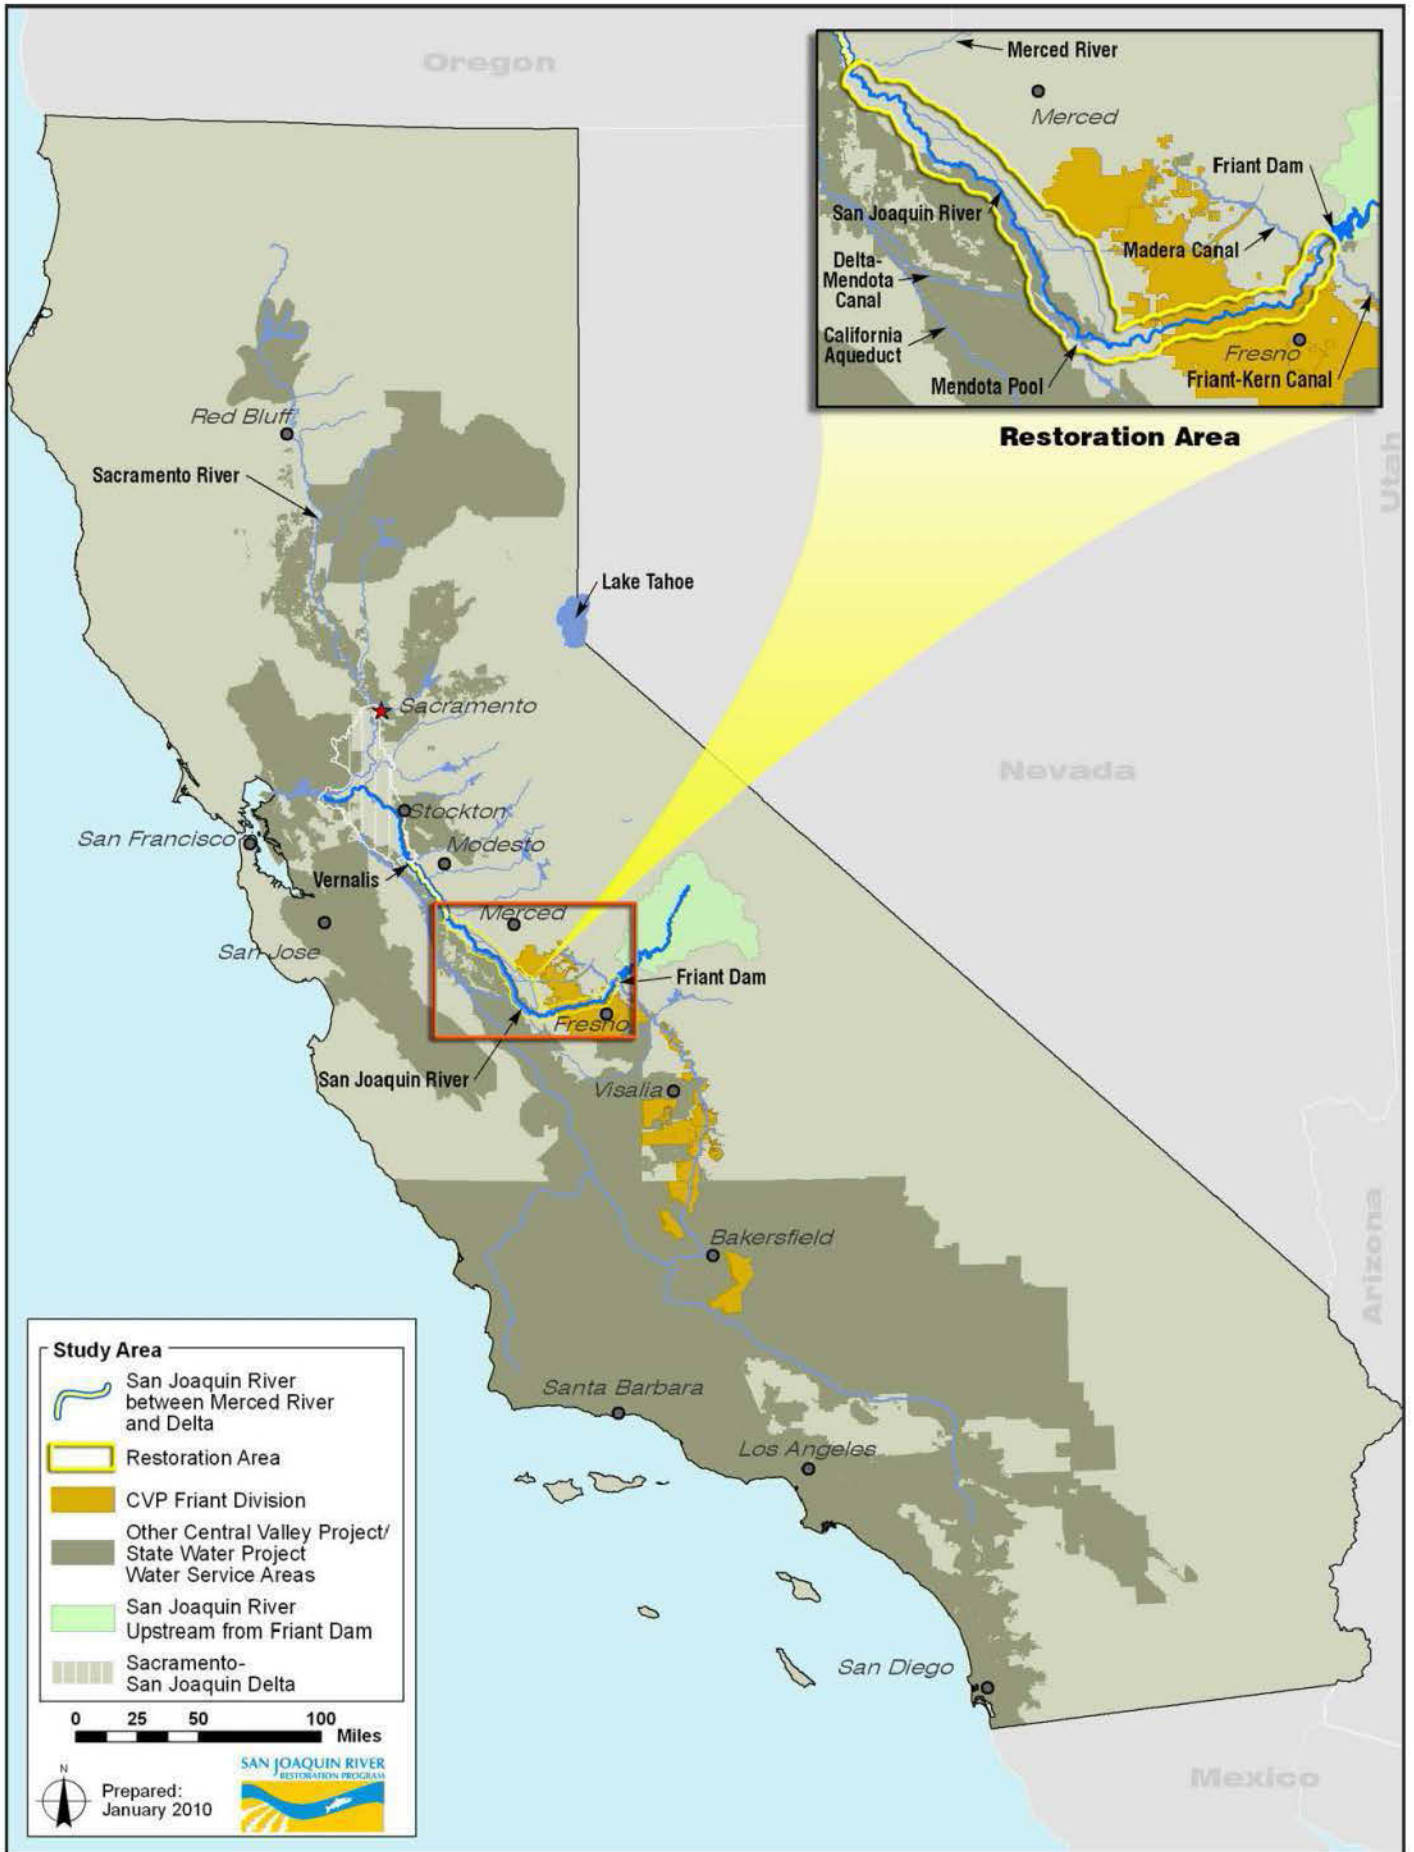 Oregon
Merced River
Merced
Friant Dam
San Joaquin River
Madera Canal
Delta-
Mendota
Canal
California
Aqueduct
Fresno
Mendota Pool
Friant-Kern Canal
Restoration Area
Utah
Red Bluff
Sacramento River
Lake Tahoe
Sacramento
Nevada
Stockton
San Francisco
Modesto
Vernalis
Merced
San Jose
Friant Dam
Fresno
San Joaquin River
Visalia
Arizona
Bakersfield
Santa Barbara
Los Angeles
San Diego
Mexico
Study Area
San Joaquin River
between Merced River
and Delta
Restoration Area
CVP Friant Division
Other Central Valley Project/
State Water Project
Water Service Areas
San Joaquin River
Upstream from Friant Dam
Sacramento-
San Joaquin Delta
0 25 50 100
Miles
N
Prepared:
January 2010
SAN JOAQUIN RIVER
RESTORATION PROGRAM